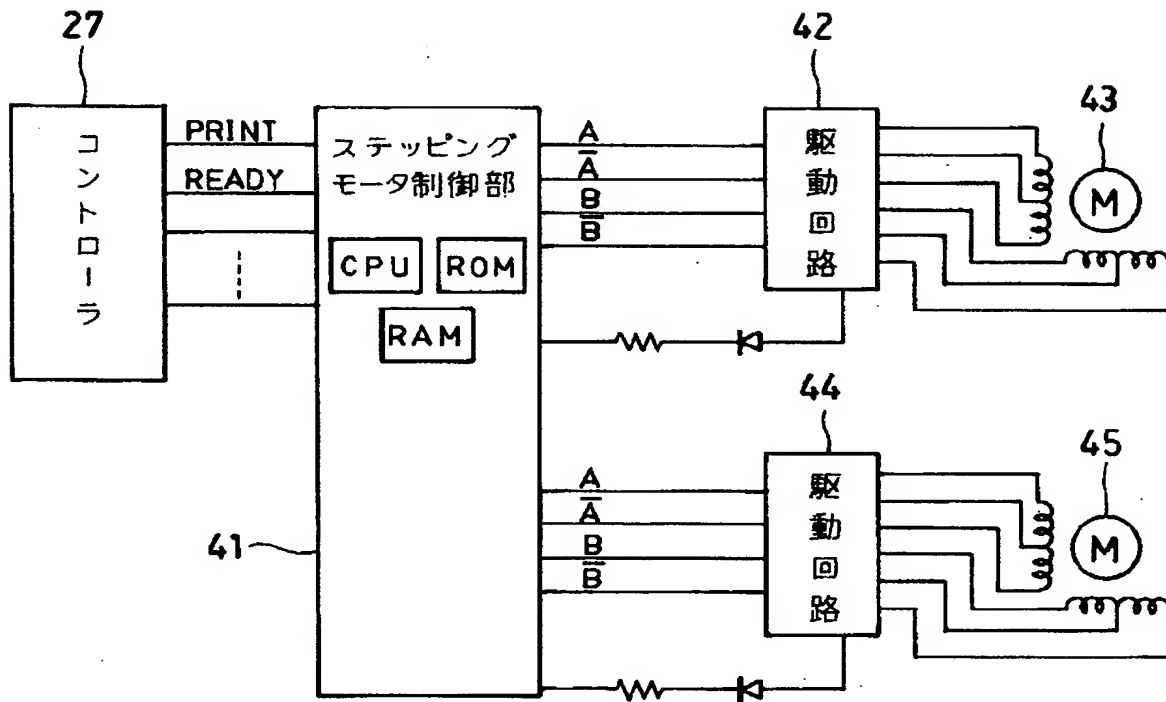 27
コントローラ
PRINT
READY
ステッピング
モータ制御部
CPU
ROM
RAM
41
A
A̅
B
B̅
42
駆動回路
43
M
A
A̅
B
B̅
44
駆動回路
45
M